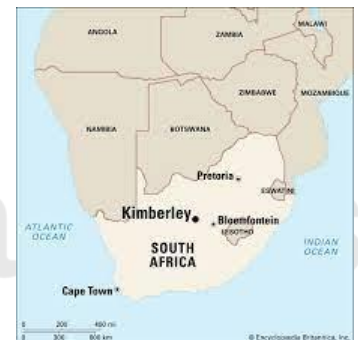 MALAWI
ANGOLA
ZAMBIA
ZIMBABWE
MOZAMBIQUE
NAMIBIA
BOTSWANA
Pretoria
ESWATINI
Kimberley
Bloemfontein
LESOTHO
ATLANTIC
OCEAN
SOUTH
AFRICA
INDIAN
OCEAN
Cape Town
0 200 400 mi
0 300 600 km
© Encyclopædia Britannica, Inc.